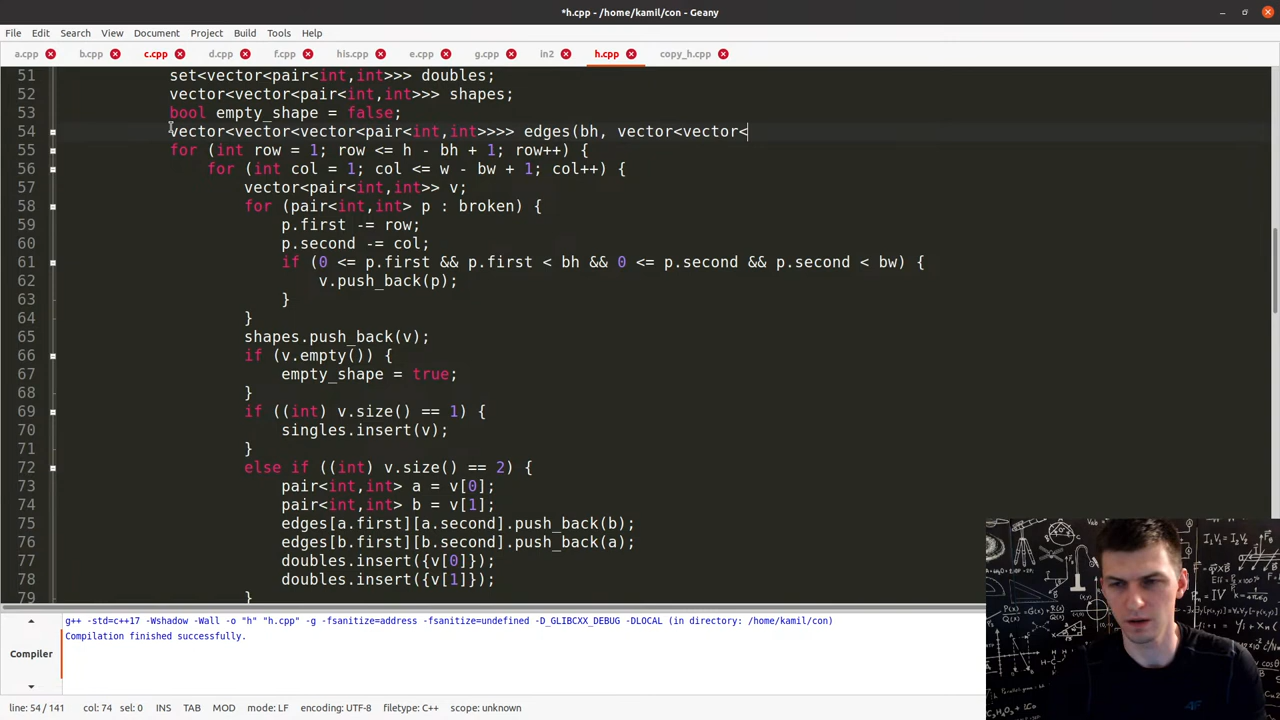 *h.cpp - /home/kamil/con - Geany
File Edit Search View Document Project Build Tools Help
a.cpp b.cpp c.cpp d.cpp f.cpp his.cpp e.cpp g.cpp in2 h.cpp copy_h.cpp
51 set<vector<pair<int,int>>> doubles;
52 vector<vector<pair<int,int>>> shapes;
53 bool empty_shape = false;
54 vector<vector<vector<pair<int,int>>>> edges(bh, vector<vector<
55 for (int row = 1; row <= h - bh + 1; row++) {
56 for (int col = 1; col <= w - bw + 1; col++) {
57 vector<pair<int,int>> v;
58 for (pair<int,int> p : broken) {
59 p.first -= row;
60 p.second -= col;
61 if (0 <= p.first && p.first < bh && 0 <= p.second && p.second < bw) {
62 v.push_back(p);
63 }
64 }
65 shapes.push_back(v);
66 if (v.empty()) {
67 empty_shape = true;
68 }
69 if ((int) v.size() == 1) {
70 singles.insert(v);
71 }
72 else if ((int) v.size() == 2) {
73 pair<int,int> a = v[0];
74 pair<int,int> b = v[1];
75 edges[a.first][a.second].push_back(b);
76 edges[b.first][b.second].push_back(a);
77 doubles.insert({v[0]});
78 doubles.insert({v[1]});
79 }
g++ -std=c++17 -Wshadow -Wall -o "h" "h.cpp" -g -fsanitize=address -fsanitize=undefined -D_GLIBCXX_DEBUG -DLOCAL (in directory: /home/kamil/con)
Compilation finished successfully.
Compiler
line: 54 / 141 col: 74 sel: 0 INS TAB MOD mode: LF encoding: UTF-8 filetype: C++ scope: unknown